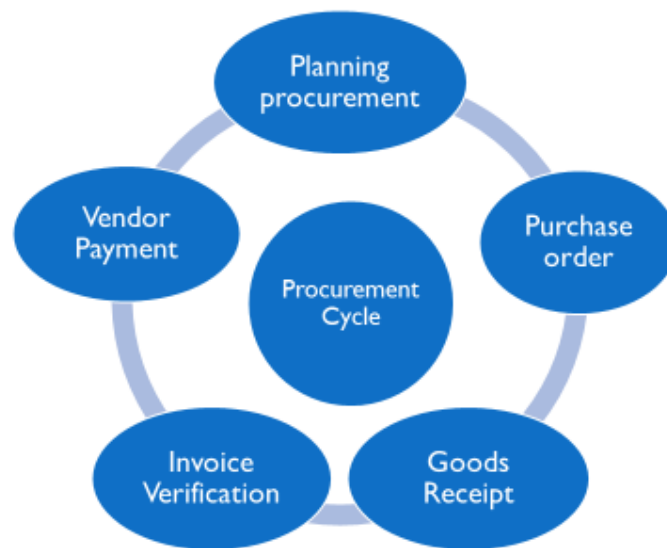 Planning
procurement
Purchase
order
Goods
Receipt
Invoice
Verification
Vendor
Payment
Procurement
Cycle